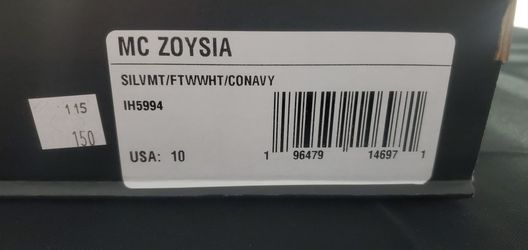 MC ZOYSIA
SILVMT/FTWWHT/CONAVY
IH5994
115
150
USA: 10
1 96479 14697 1